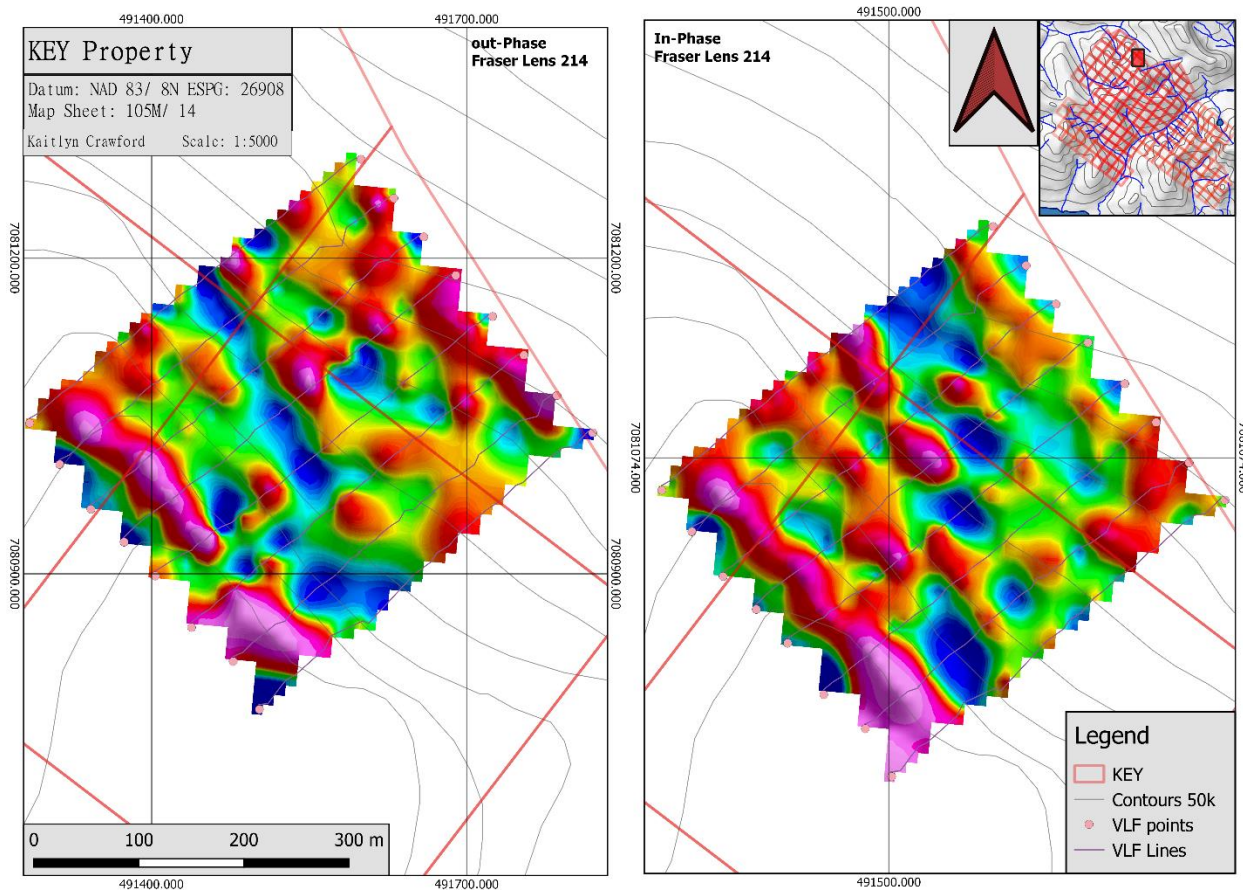 491400.000
491700.000
KEY Property
Datum: NAD 83/ 8N ESPG: 26908
Map Sheet: 105M/ 14
Kaitlyn Crawford Scale: 1:5000
out-Phase
Fraser Lens 214
7081200.000
7081200.000
7080900.000
7080900.000
0 100 200 300 m
491400.000
491700.000
491500.000
In-Phase
Fraser Lens 214
7081074.000
7081074.000
Legend
KEY
Contours 50k
VLF points
VLF Lines
491500.000